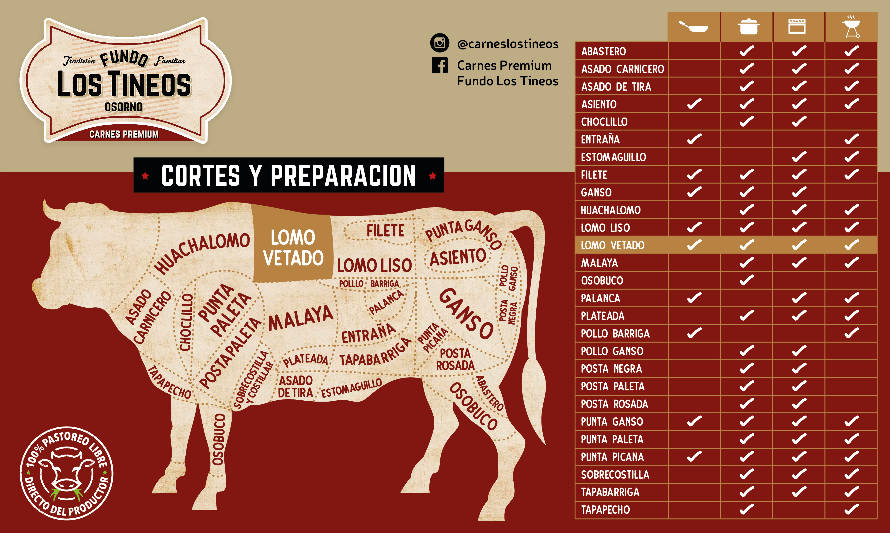 Tradición FUNDO Familiar
LOS TINEOS
OSORNO
CARNES PREMIUM
@carneslostineos
Carnes Premium
Fundo Los Tineos
CORTES Y PREPARACION
HUACHALOMO
LOMO
VETADO
FILETE
PUNTA GANSO
LOMO LISO
ASIENTO
POLLLO - BARRIGA
POLLO
GANSO
ASADO
CARNICERO
CHOCLILLO
PUNTA
PALETA
MALAYA
PALANCA
GANSO
POSTA
NEGRA
ENTRAÑA
PUNTA
PICANA
POSTA PALETA
PLATEADA
TAPABARRIGA
POSTA
ROSADA
TAPAPECHO
SOBRECOSTILLA
Y COSTILLAR
ASADO
DE TIRA
ESTOMAGUILLO
ABASTERO
OSOBUCO
OSOBUCO
100% PASTOREO LIBRE
DIRECTO DEL PRODUCTOR
ABASTERO
ASADO CARNICERO
ASADO DE TIRA
ASIENTO
CHOCLILLO
ENTRAÑA
ESTOMAGUILLO
FILETE
GANSO
HUACHALOMO
LOMO LISO
LOMO VETADO
MALAYA
OSOBUCO
PALANCA
PLATEADA
POLLO BARRIGA
POLLO GANSO
POSTA NEGRA
POSTA PALETA
POSTA ROSADA
PUNTA GANSO
PUNTA PALETA
PUNTA PICANA
SOBRECOSTILLA
TAPABARRIGA
TAPAPECHO